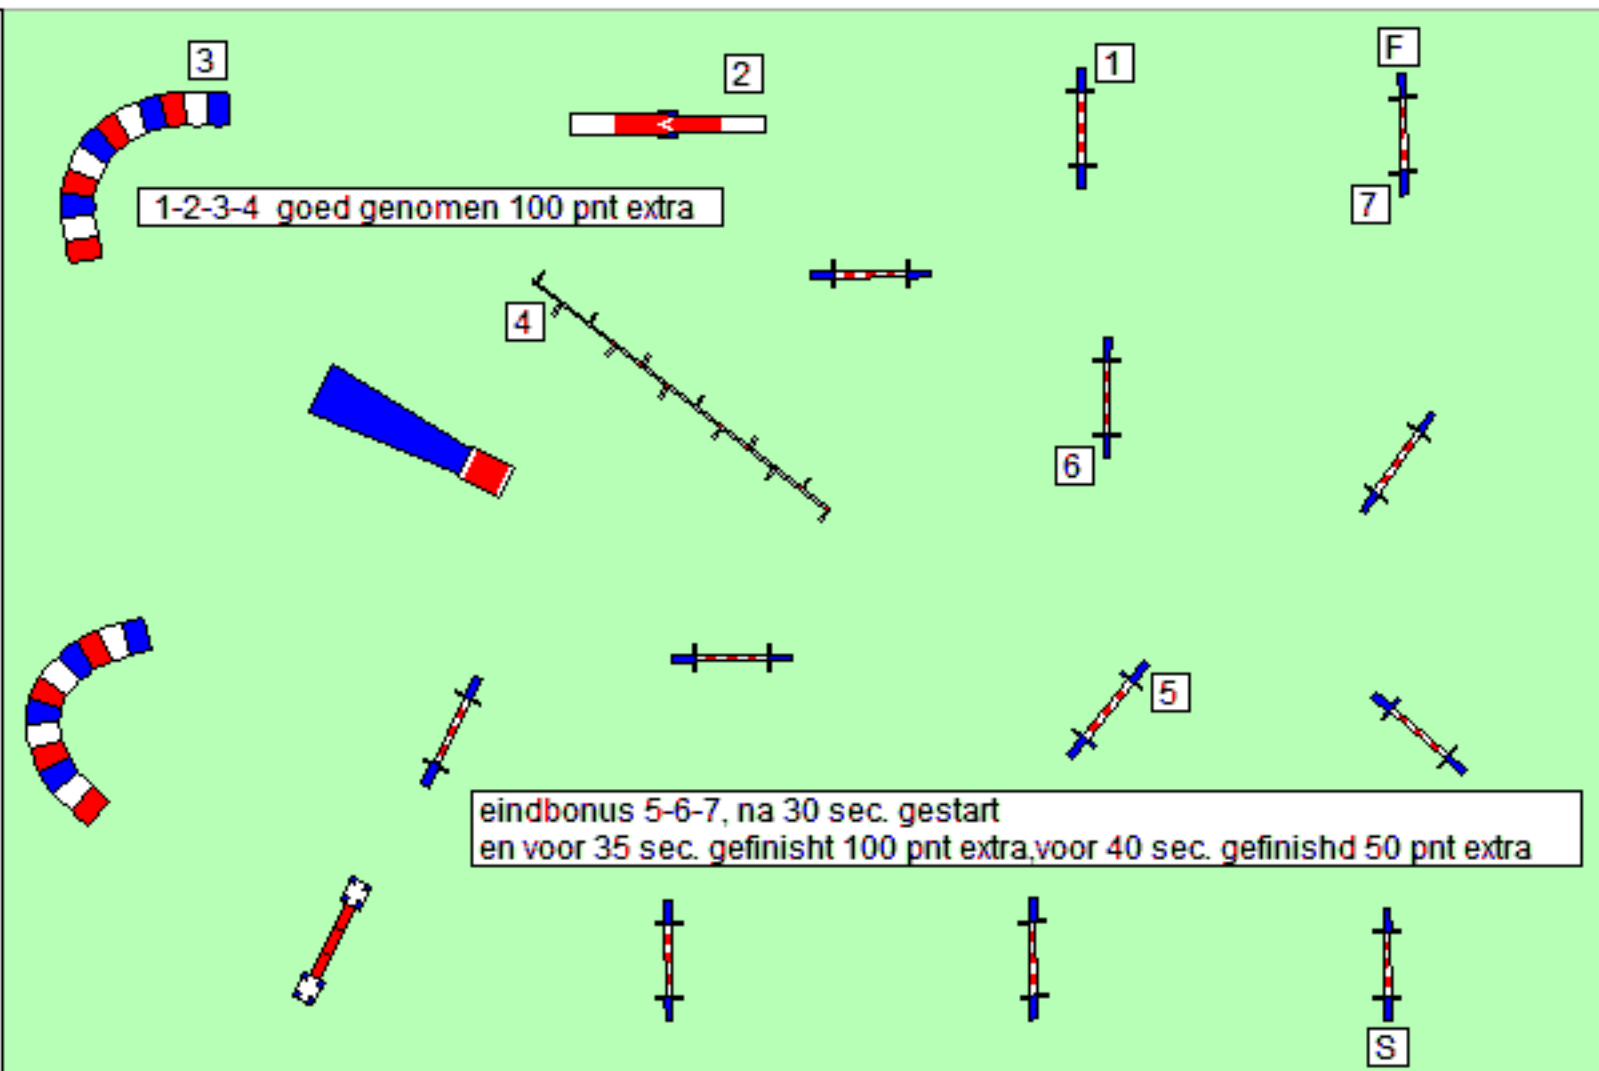 3
2
1
F
1-2-3-4 goed genomen 100 pnt extra
7
4
6
5
eindbonus 5-6-7, na 30 sec. gestart
en voor 35 sec. gefinisht 100 pnt extra,voor 40 sec. gefinishd 50 pnt extra
S